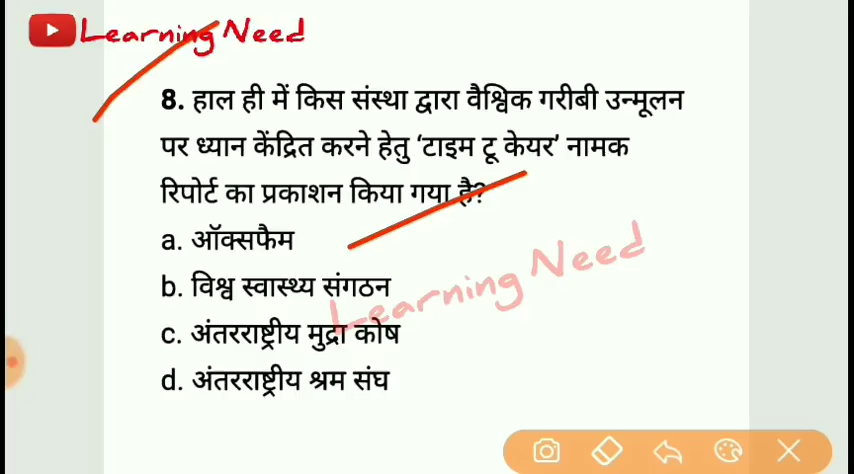 Learning Need
8. हाल ही में किस संस्था द्वारा वैश्विक गरीबी उन्मूलन
पर ध्यान केंद्रित करने हेतु ‘टाइम टू केयर’ नामक
रिपोर्ट का प्रकाशन किया गया है?
a. ऑक्सफैम
b. विश्व स्वास्थ्य संगठन
Learning Need
c. अंतरराष्ट्रीय मुद्रा कोष
d. अंतरराष्ट्रीय श्रम संघ